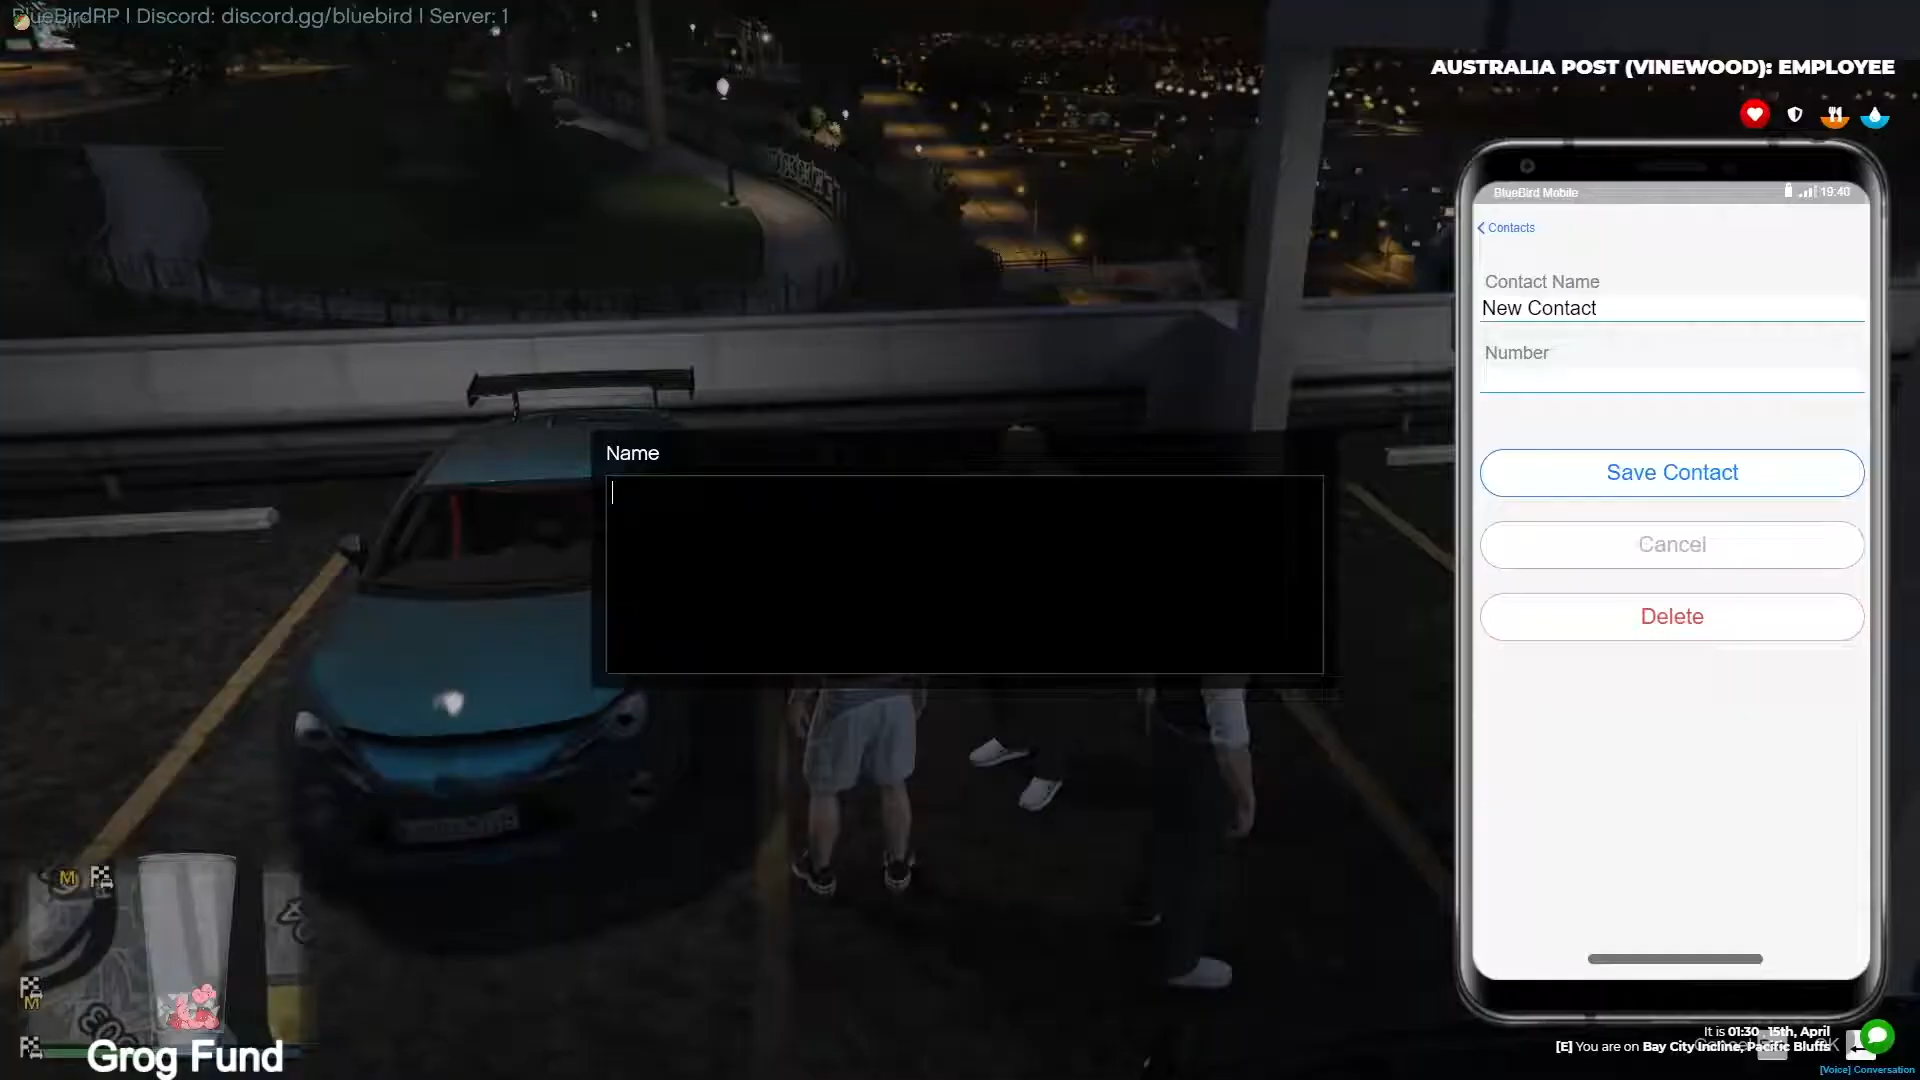 BlueBirdRP | Discord: discord.gg/bluebird | Server: 1
AUSTRALIA POST (VINEWOOD): EMPLOYEE
BlueBird Mobile
19:40
Contacts
Contact Name
New Contact
Number
Save Contact
Cancel
Delete
Name
M
M
Grog Fund
It is 01:30 15th, April
[E] You are on Bay City Incline, Pacific Bluffs
[Voice] Conversation